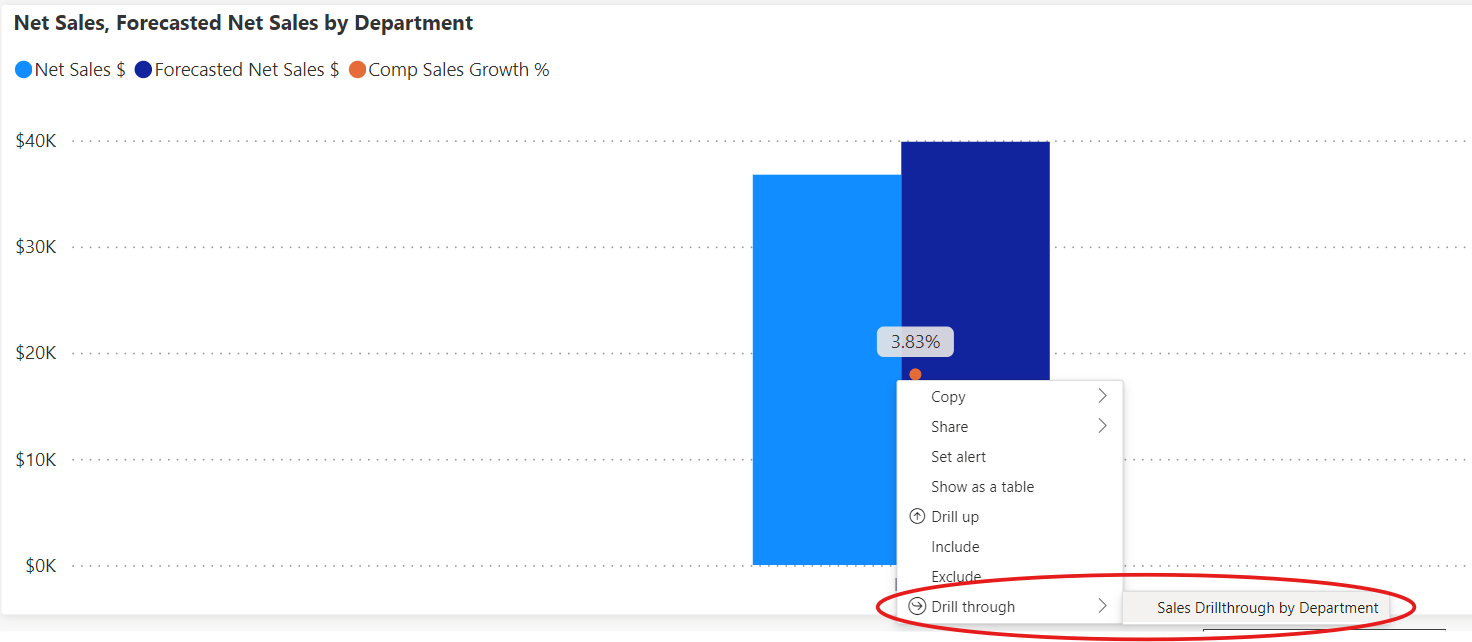 Net Sales, Forecasted Net Sales by Department
Net Sales $ Forecasted Net Sales $ Comp Sales Growth %
$40K
$30K
$20K
$10K
$0K
3.83%
Copy
Share
Set alert
Show as a table
Drill up
Include
Exclude
Drill through
Sales Drillthrough by Department